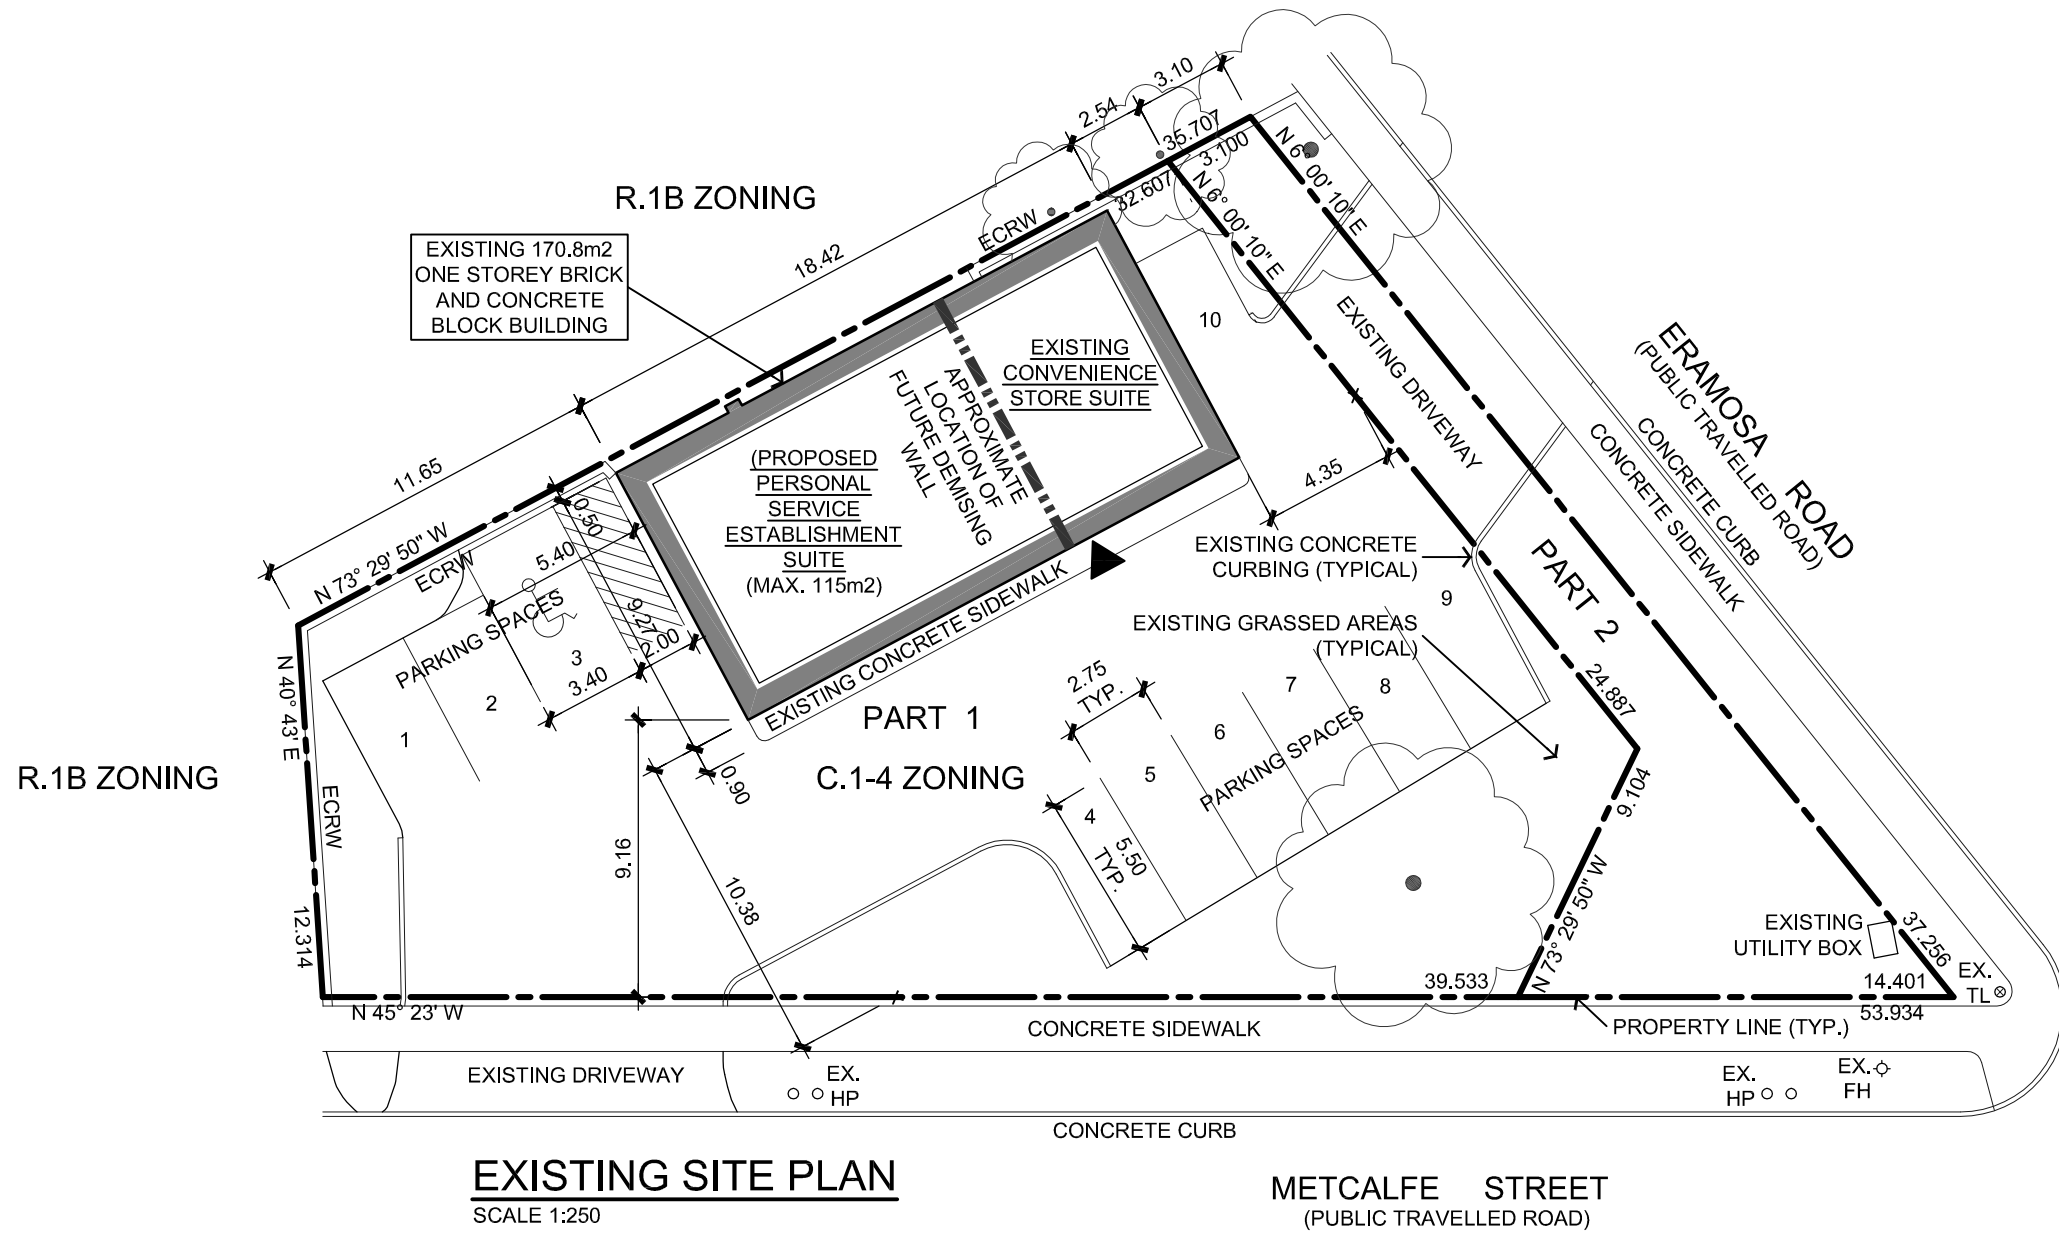 3.10
2.54
35.707
3.100
32.607
N 6° 00' 10" E
N 6° 00' 10" E
R.1B ZONING
ECRW
18.42
EXISTING 170.8m2
ONE STOREY BRICK
AND CONCRETE
BLOCK BUILDING
10
EXISTING DRIVEWAY
ERAMOSA ROAD
(PUBLIC TRAVELLED ROAD)
EXISTING
CONVENIENCE
STORE SUITE
APPROXIMATE
LOCATION OF
FUTURE DEMISING
WALL
CONCRETE CURB
CONCRETE SIDEWALK
11.65
(PROPOSED
PERSONAL
SERVICE
ESTABLISHMENT
SUITE
(MAX. 115m2)
4.35
0.50
5.40
N 73° 29' 50" W
ECRW
EXISTING CONCRETE
CURBING (TYPICAL)
PART 2
9
PARKING SPACES
9.27
2.00
3
3.40
EXISTING CONCRETE SIDEWALK
EXISTING GRASSED AREAS
(TYPICAL)
N 40° 43' E
2
1
2.75
TYP.
7
8
24.887
PART 1
6
PARKING SPACES
R.1B ZONING
C.1-4 ZONING
0.90
5
9.104
ECRW
4
5.50
TYP.
9.16
10.38
N 73° 29' 50" W
12.314
EXISTING
UTILITY BOX
37.256
39.533
14.401
EX.
TL
N 45° 23' W
53.934
CONCRETE SIDEWALK
PROPERTY LINE (TYP.)
EXISTING DRIVEWAY
EX.
HP
EX.
HP
EX.
FH
CONCRETE CURB
EXISTING SITE PLAN
SCALE 1:250
METCALFE STREET
(PUBLIC TRAVELLED ROAD)